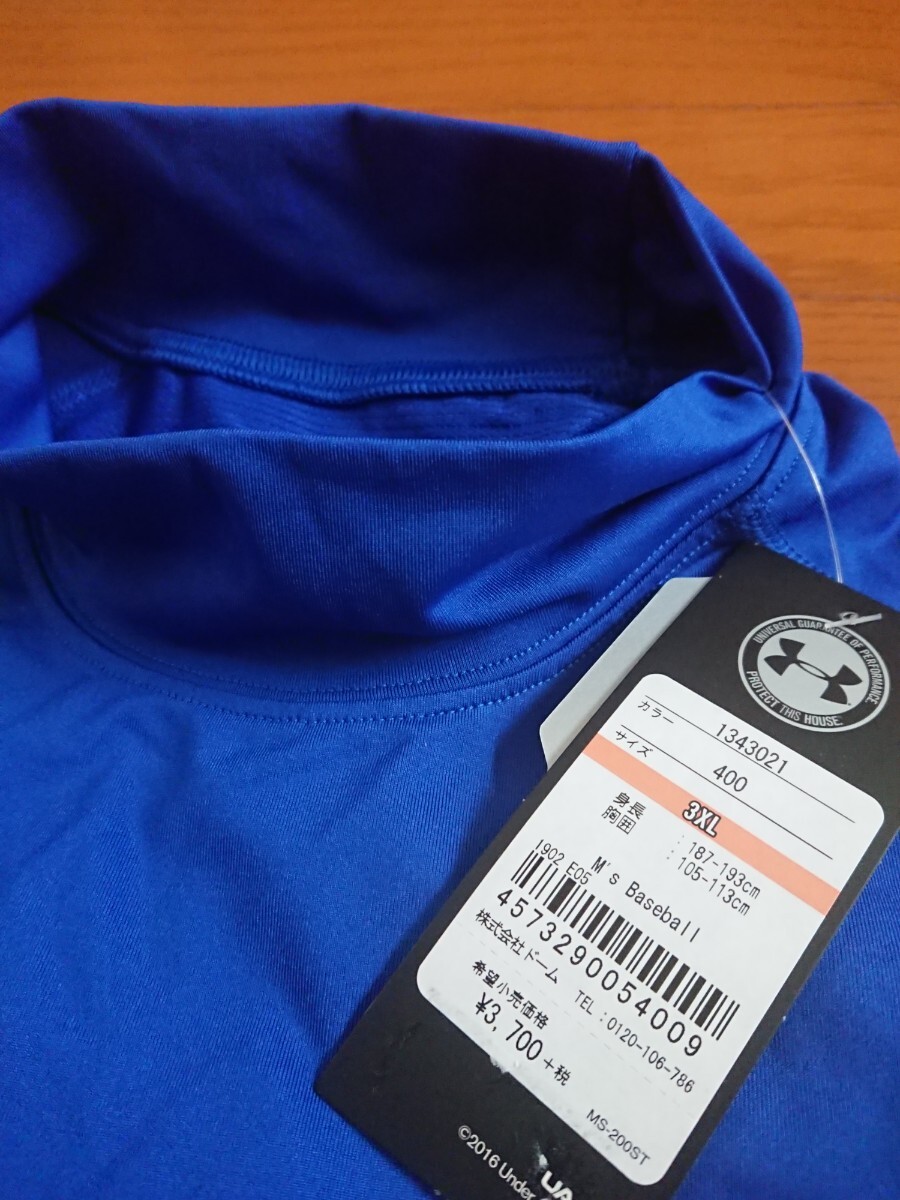 UNIVERSAL GUARANTEE OF PERFORMANCE.
PROTECT THIS HOUSE.
1343021
カラー 400
サイズ 3XL
身長 : 187-193cm
胸囲 : 105-113cm
M's Baseball
1902 E05
4573290054009
株式会社ドーム TEL:0120-106-786
希望小売価格
¥3,700+税
MS-200ST
©2016 Under
UA